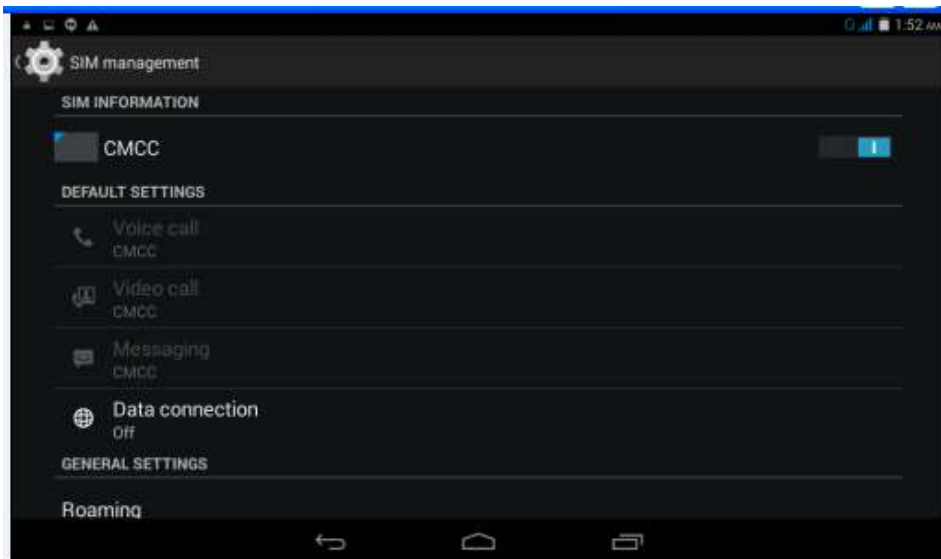 1:52 AM
SIM management
SIM INFORMATION
CMCC
DEFAULT SETTINGS
Voice call
CMCC
Video call
CMCC
Messaging
CMCC
Data connection
Off
GENERAL SETTINGS
Roaming